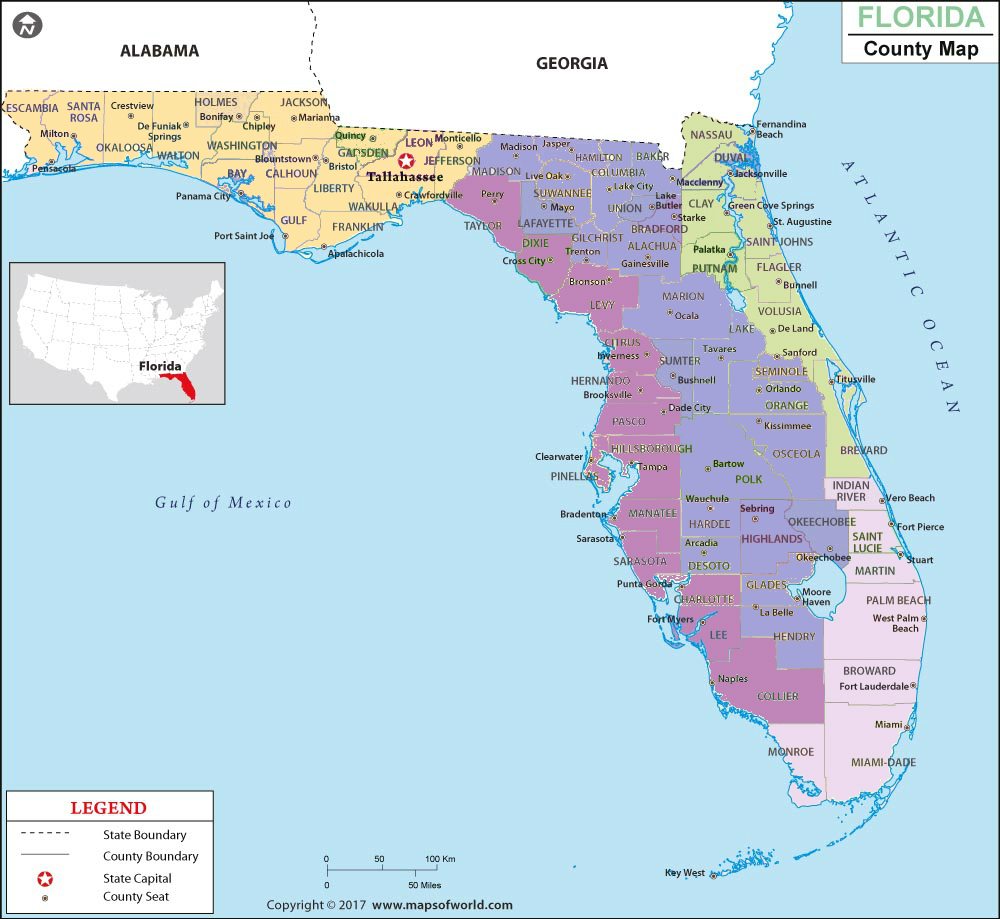 FLORIDA
County Map
N
ALABAMA
GEORGIA
ESCAMBIA
SANTA
ROSA
Milton
Pensacola
Crestview
OKALOOSA
De Funiak
Springs
WALTON
HOLMES
Bonifay
Chipley
WASHINGTON
JACKSON
Marianna
BAY
Panama City
Blountstown
CALHOUN
Bristol
LIBERTY
GULF
Port Saint Joe
FRANKLIN
Apalachicola
Quincy
GADSDEN
LEON
Tallahassee
Monticello
JEFFERSON
Crawfordville
WAKULLA
Madison
MADISON
Jasper
HAMILTON
Live Oak
SUWANNEE
Perry
TAYLOR
Mayo
LAFAYETTE
COLUMBIA
Lake City
BAKER
Macclenny
UNION
Lake
Butler
Starke
BRADFORD
NASSAU
Fernandina
Beach
DUVAL
Jacksonville
CLAY
Green Cove Springs
St. Augustine
SAINT JOHNS
Palatka
PUTNAM
FLAGLER
Bunnell
DIXIE
Cross City
GILCHRIST
Trenton
ALACHUA
Gainesville
Bronson
LEVY
MARION
Ocala
VOLUSIA
De Land
LAKE
Tavares
CITRUS
Inverness
SUMTER
Bushnell
Sanford
SEMINOLE
Orlando
ORANGE
Titusville
HERNANDO
Brooksville
Dade City
PASCO
Kissimmee
OSCEOLA
BREVARD
HILLSBOROUGH
Clearwater
Tampa
PINELLAS
Bartow
POLK
INDIAN
RIVER
Vero Beach
Bradenton
MANATEE
Wauchula
HARDEE
Sebring
HIGHLANDS
OKEECHOBEE
Okeechobee
Fort Pierce
SAINT
LUCIE
Stuart
Sarasota
SARASOTA
Arcadia
DESOTO
MARTIN
Punta Gorda
CHARLOTTE
GLADES
Moore
Haven
PALM BEACH
West Palm
Beach
Fort Myers
LEE
La Belle
HENDRY
Naples
COLLIER
BROWARD
Fort Lauderdale
MONROE
Miami
MIAMI-DADE
Key West
Gulf of Mexico
ATLANTIC OCEAN
Florida
LEGEND
State Boundary
County Boundary
State Capital
County Seat
0 50 100 Km
0 50 Miles
Copyright © 2017 www.mapsofworld.com